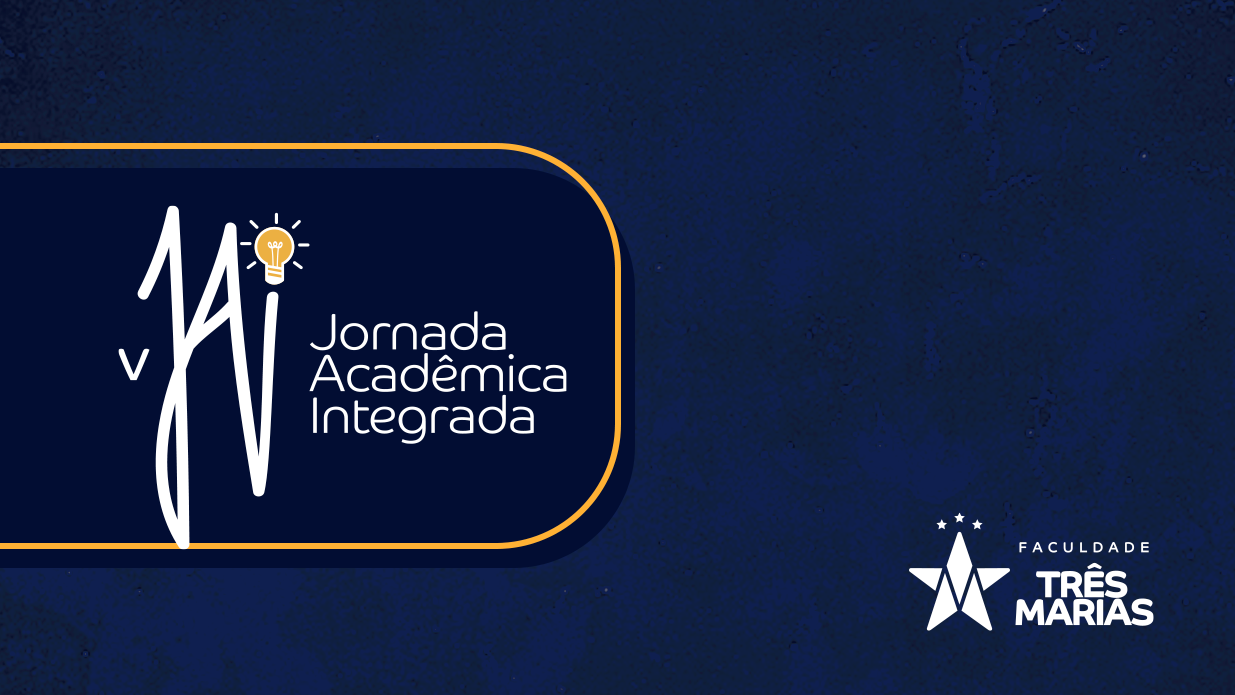 V JAI
Jornada
Acadêmica
Integrada
FACULDADE
TRÊS
MARIAS